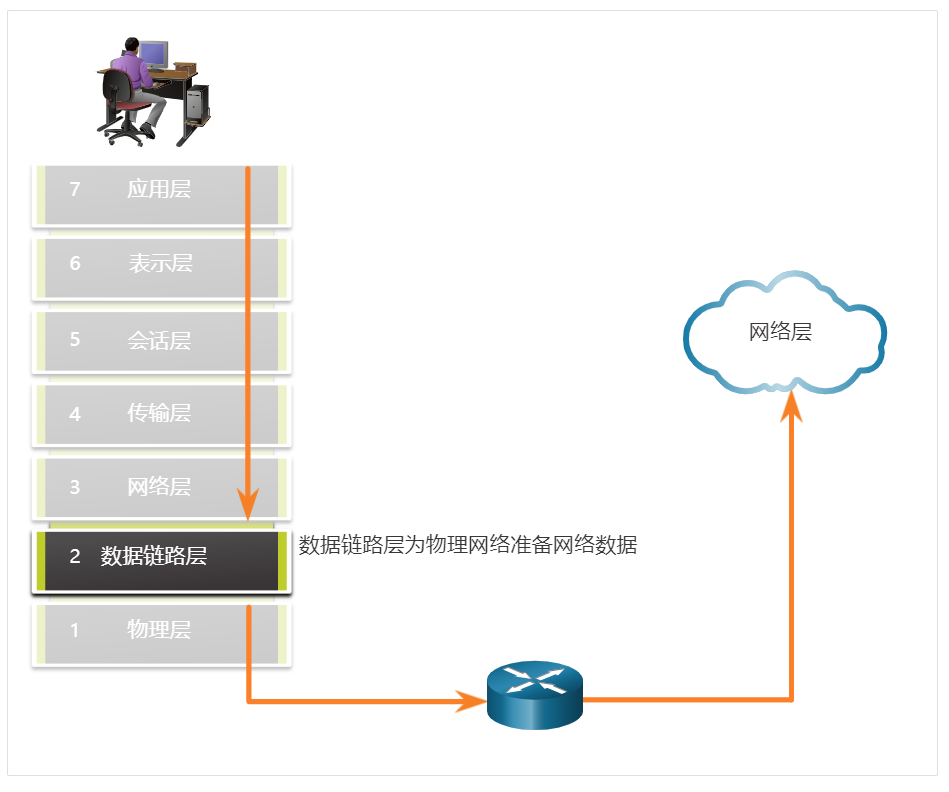 7 应用层
6 表示层
5 会话层
4 传输层
3 网络层
2 数据链路层
数据链路层为物理网络准备网络数据
1 物理层
网络层